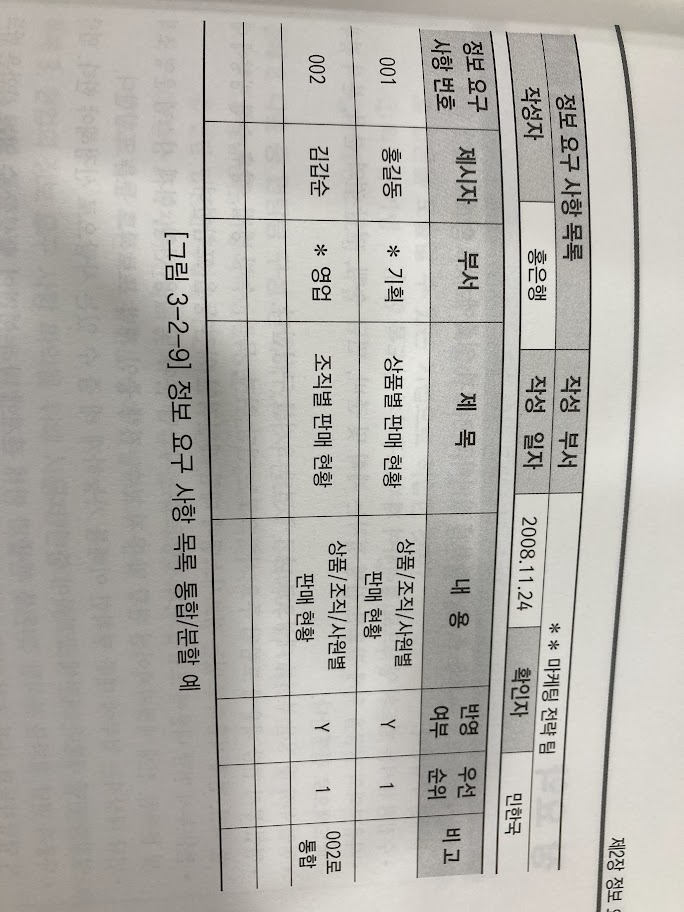 제2장 정보
정보 요구 사항 목록 작성 부서 ** 마케팅 전략 팀
작성자 홍은행 작성 일자 2008.11.24 확인자 민한국
정보 요구 사항 번호 제시자 부서 제 목 내 용 반영 여부 우선 순위 비 고
001 홍길동 * 기획 상품별 판매 현황 상품/조직/사원별 판매 현황 Y 1
002 김갑순 * 영업 조직별 판매 현황 상품/조직/사원별 판매 현황 Y 1 002로 통합
[그림 3-2-9] 정보 요구 사항 목록 통합/분할 예